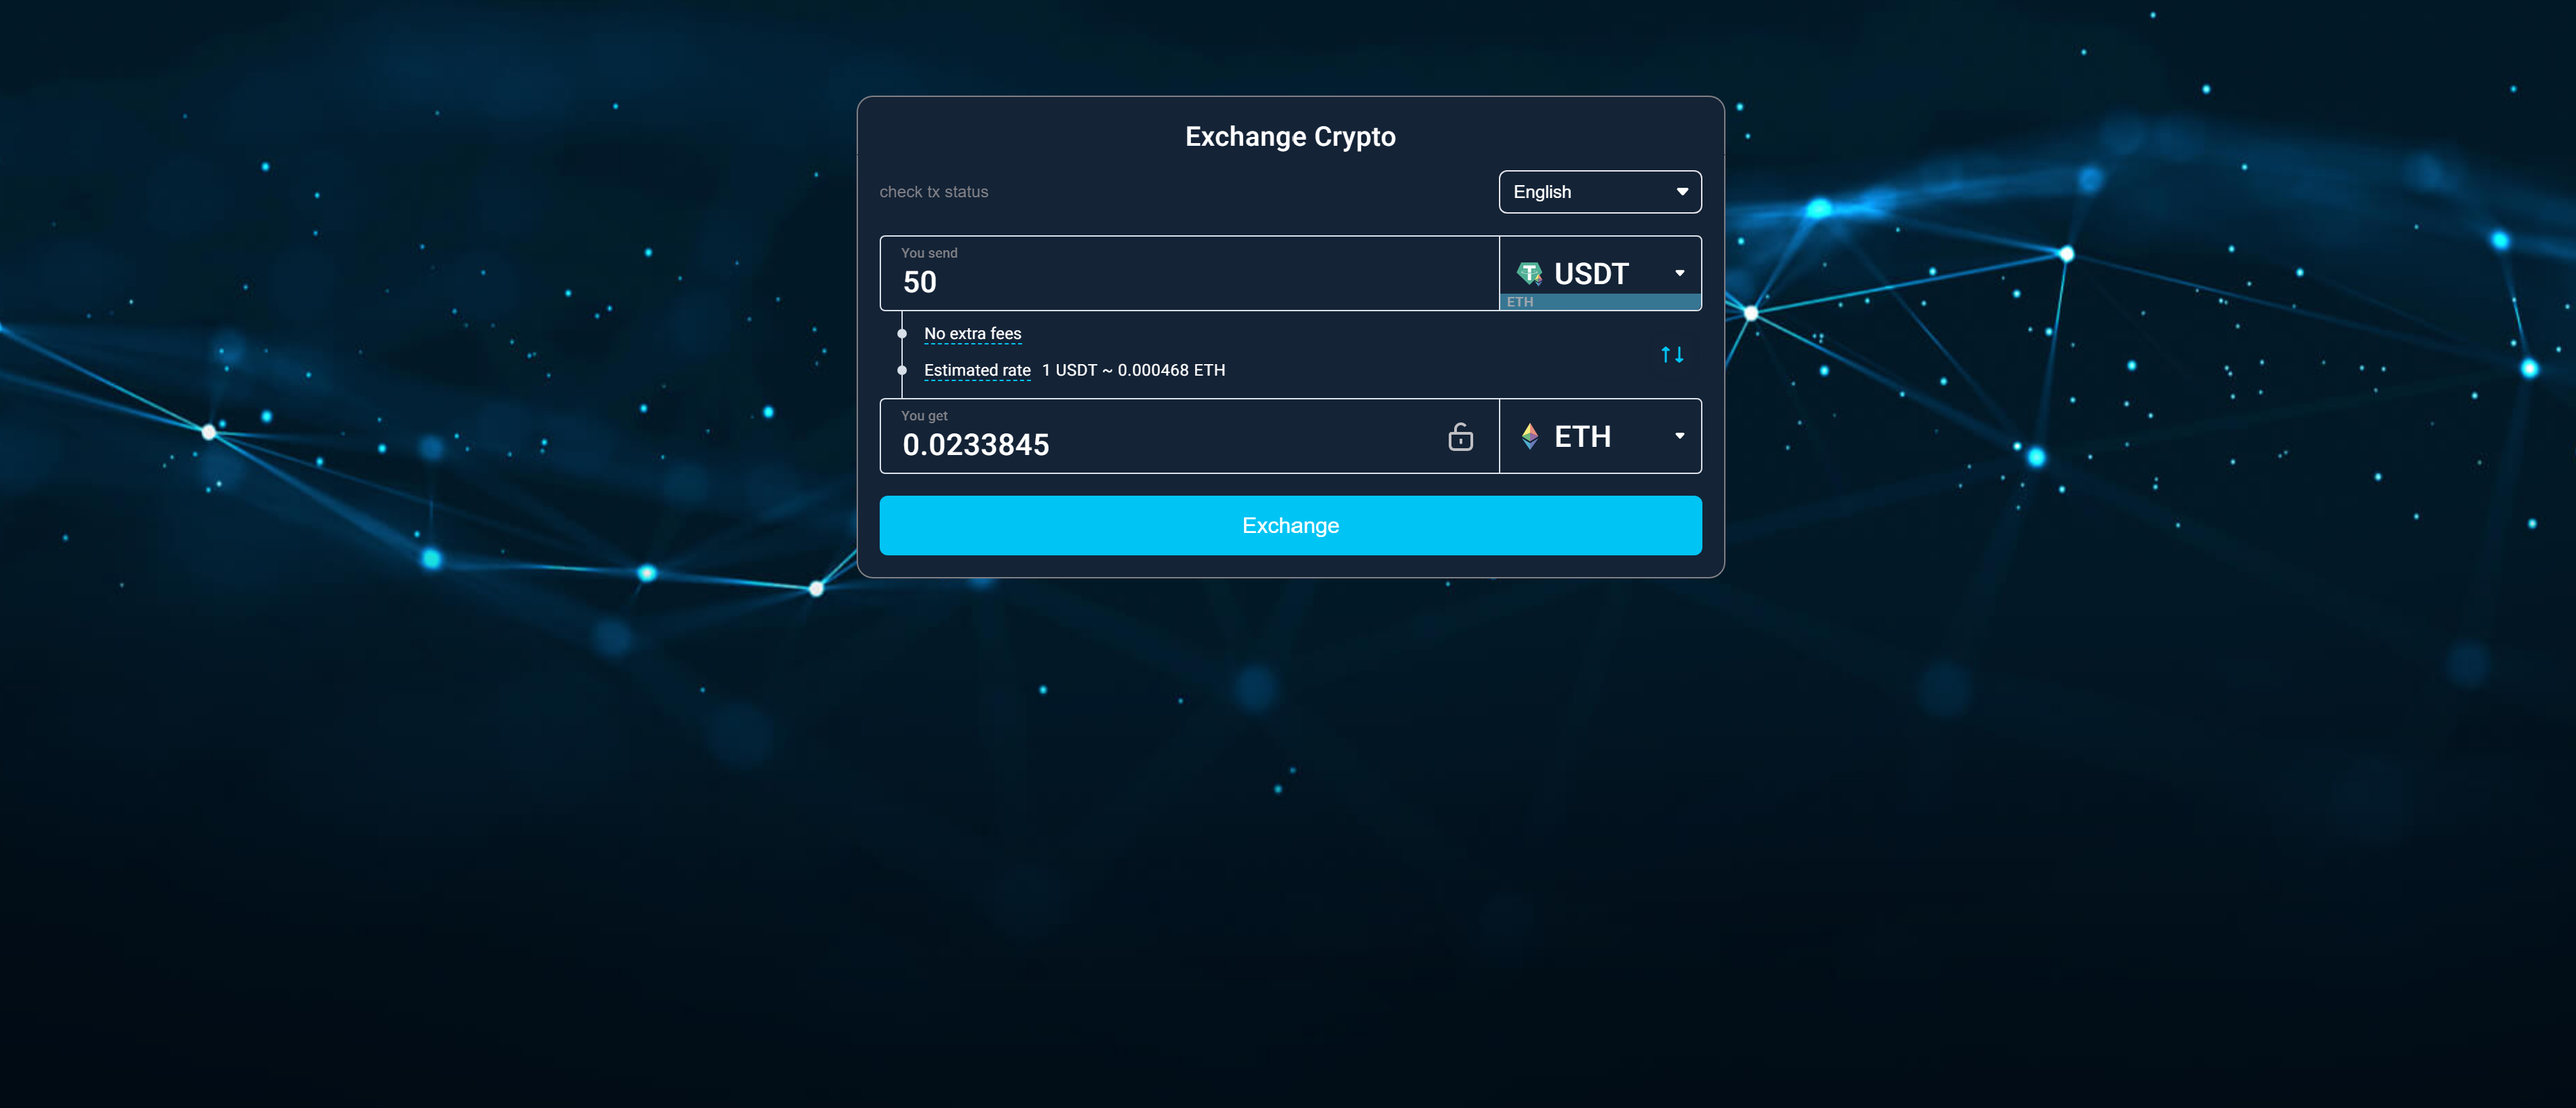 Exchange Crypto
check tx status
English
You send
50
USDT
ETH
No extra fees
Estimated rate 1 USDT ~ 0.000468 ETH
You get
0.0233845
ETH
Exchange